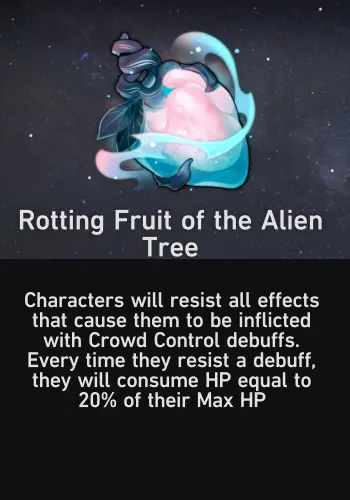 Rotting Fruit of the Alien
Tree
Characters will resist all effects
that cause them to be inflicted
with Crowd Control debuffs.
Every time they resist a debuff,
they will consume HP equal to
20% of their Max HP